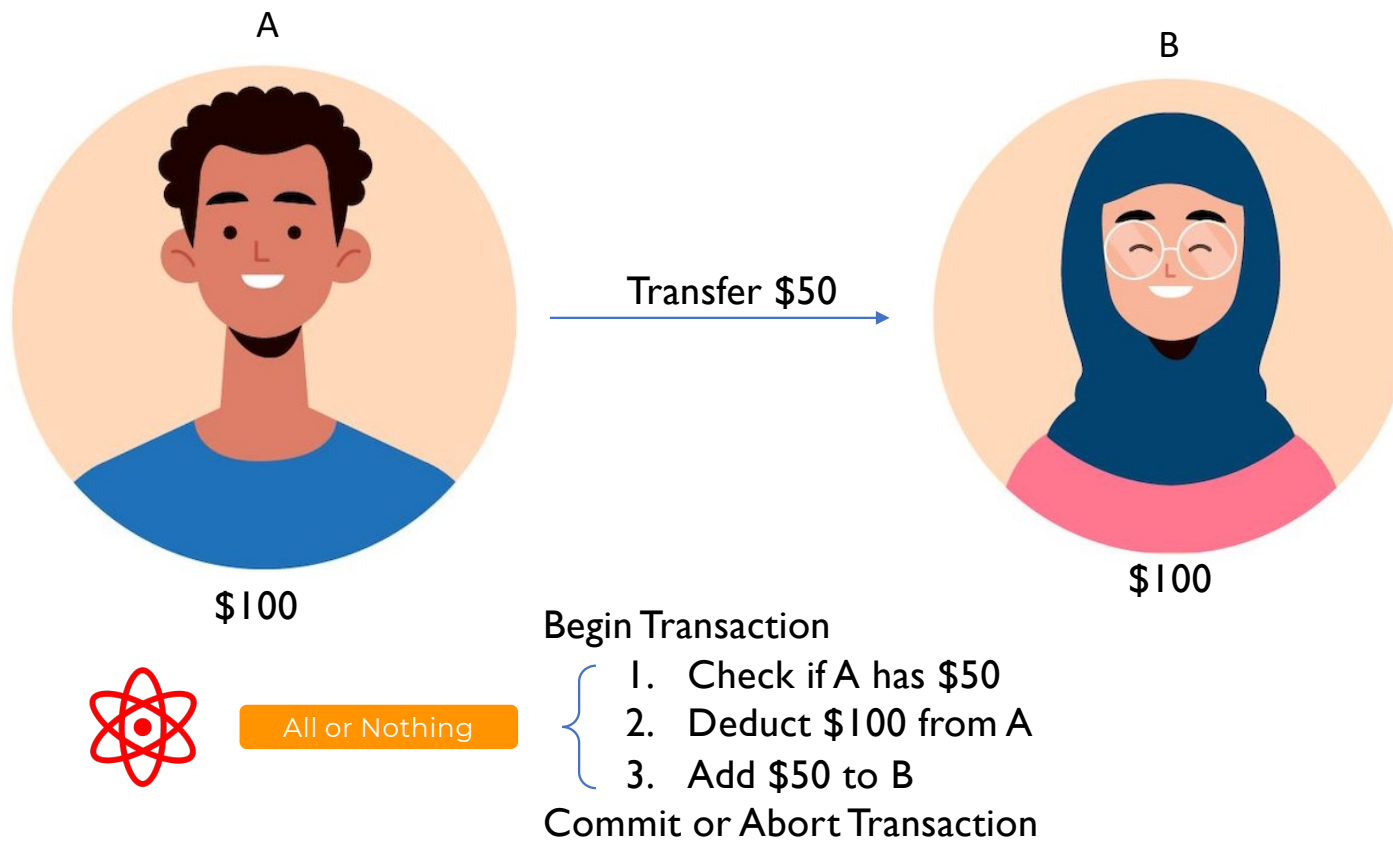 A
B
Transfer $50
$100
$100
Begin Transaction
1. Check if A has $50
2. Deduct $100 from A
3. Add $50 to B
All or Nothing
Commit or Abort Transaction